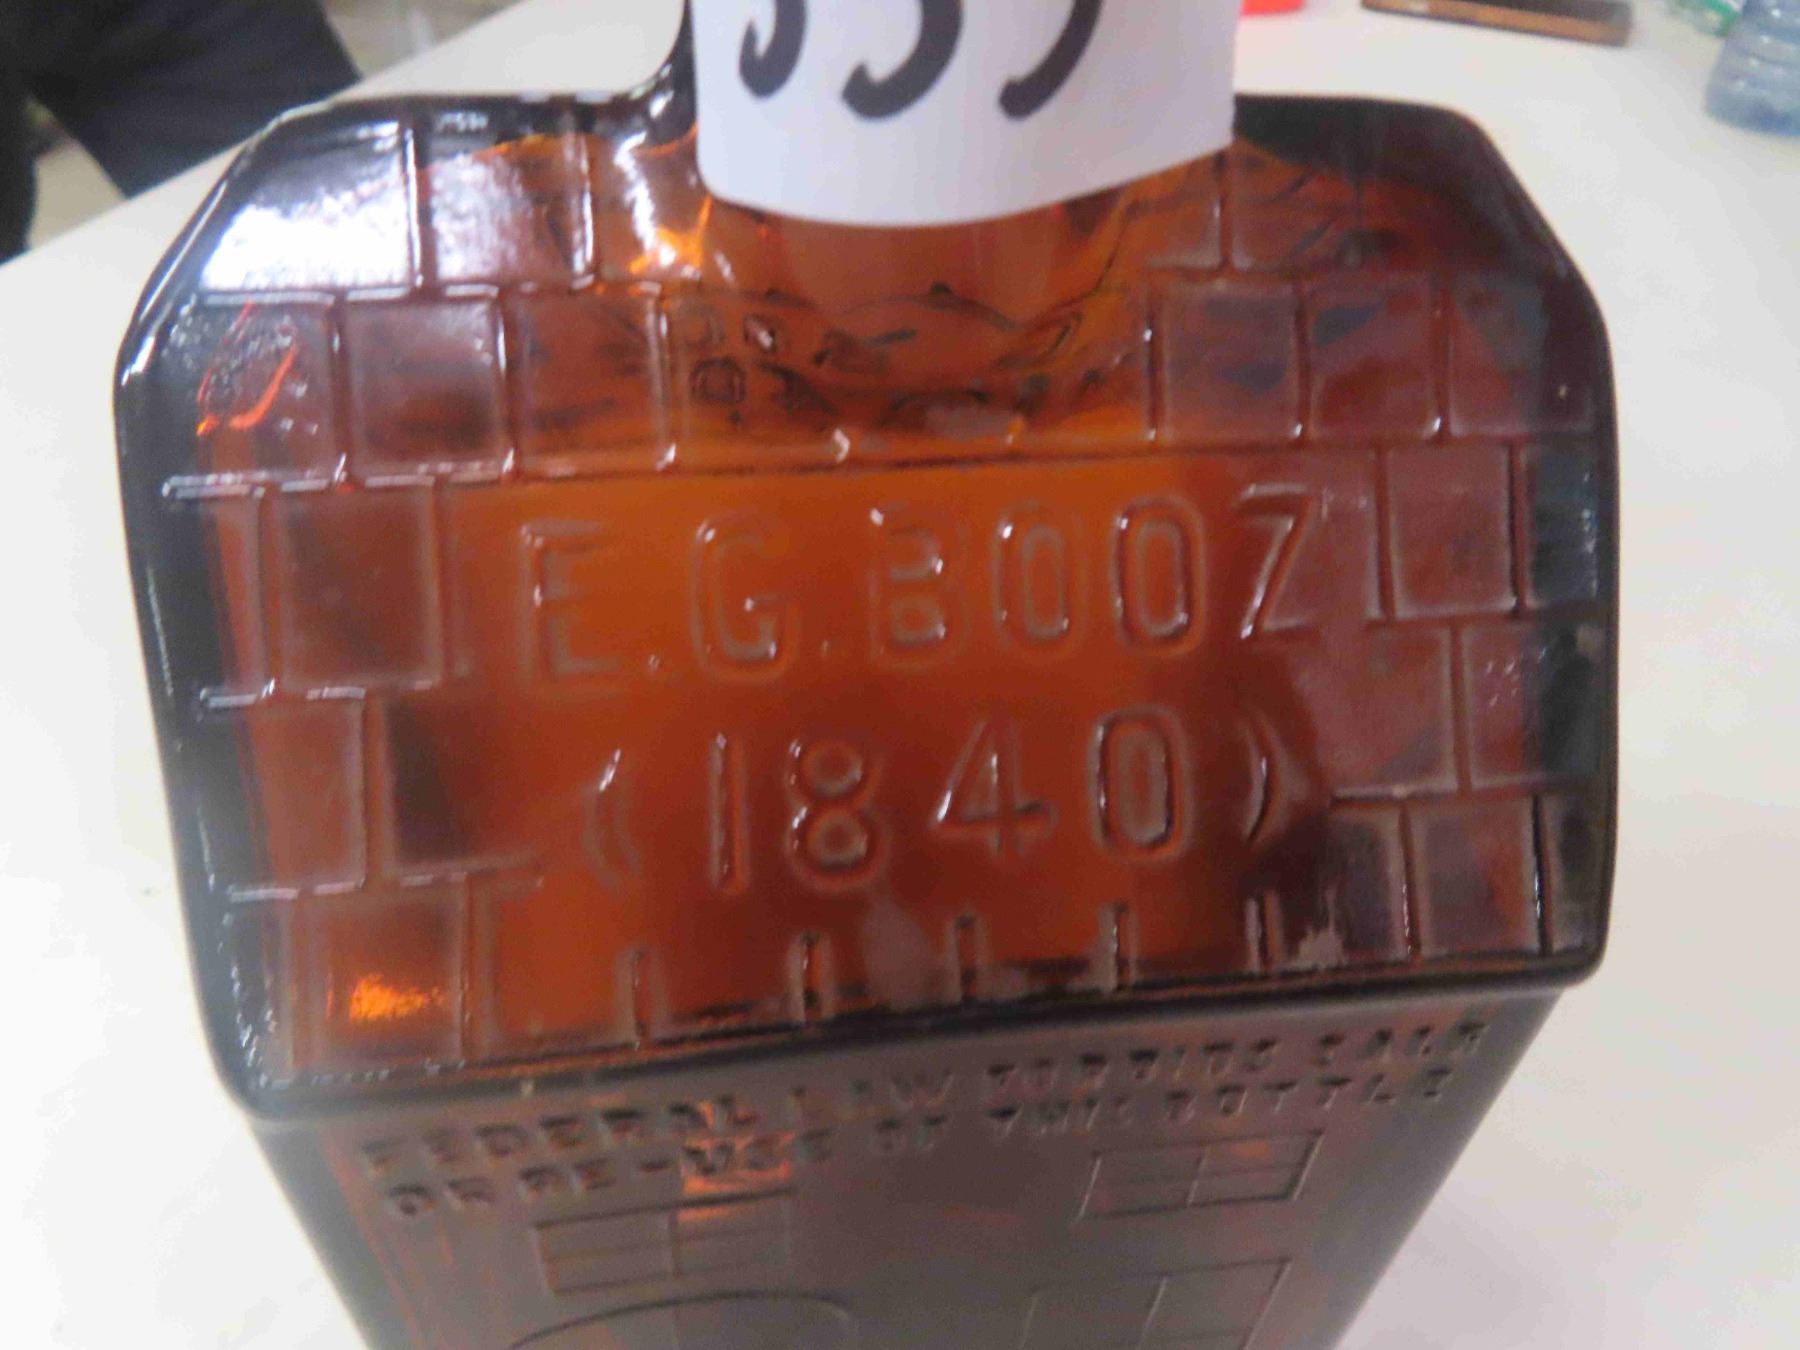 E.G. BOOZ
(1840)
FEDERAL LAW FORBIDS SALE
OR RE-USE OF THIS BOTTLE